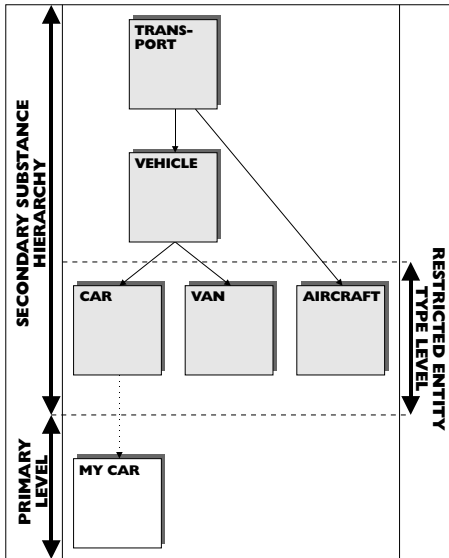 TRANS-
PORT
VEHICLE
CAR
VAN
AIRCRAFT
MY CAR
SECONDARY SUBSTANCE
HIERARCHY
PRIMARY
LEVEL
RESTRICTED ENTITY
TYPE LEVEL